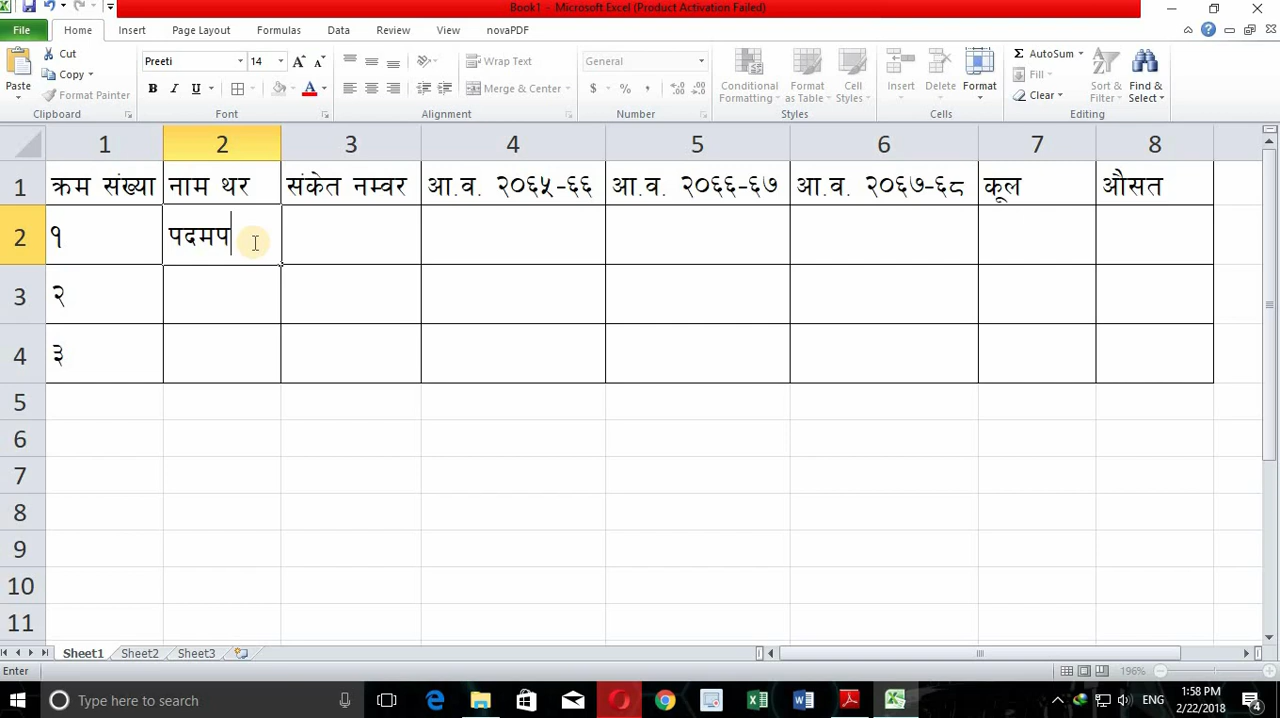 Book1 - Microsoft Excel (Product Activation Failed)
File Home Insert Page Layout Formulas Data Review View novaPDF
Cut
Copy
Format Painter
Paste
Clipboard
Preeti 14
Font
Wrap Text
Merge & Center
Alignment
General
Number
Conditional Formatting
Format as Table
Cell Styles
Styles
Insert Delete Format
Cells
AutoSum
Fill
Clear
Sort & Filter
Find & Select
Editing
1 2 3 4 5 6 7 8
1 क्रम संख्या नाम थर संकेत नम्वर आ.व. २०६५-६६ आ.व. २०६६-६७ आ.व. २०६७-६८ कूल औसत
2 १ पदमप
3 २
4 ३
5
6
7
8
9
10
11
Sheet1 Sheet2 Sheet3
Enter 196%
Type here to search
ENG
1:58 PM
2/22/2018
4